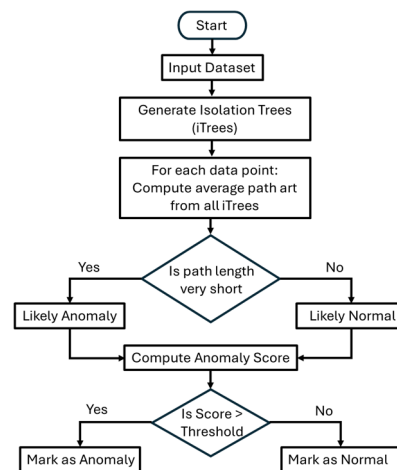 Start
Input Dataset
Generate Isolation Trees
(iTrees)
For each data point:
Compute average path art
from all iTrees
Is path length
very short
Yes
No
Likely Anomaly
Likely Normal
Compute Anomaly Score
Is Score >
Threshold
Yes
No
Mark as Anomaly
Mark as Normal